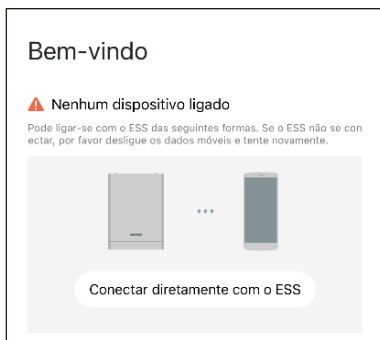 Bem-vindo
Nenhum dispositivo ligado
Pode ligar-se com o ESS das seguintes formas. Se o ESS não se con
ectar, por favor desligue os dados móveis e tente novamente.
Conectar diretamente com o ESS